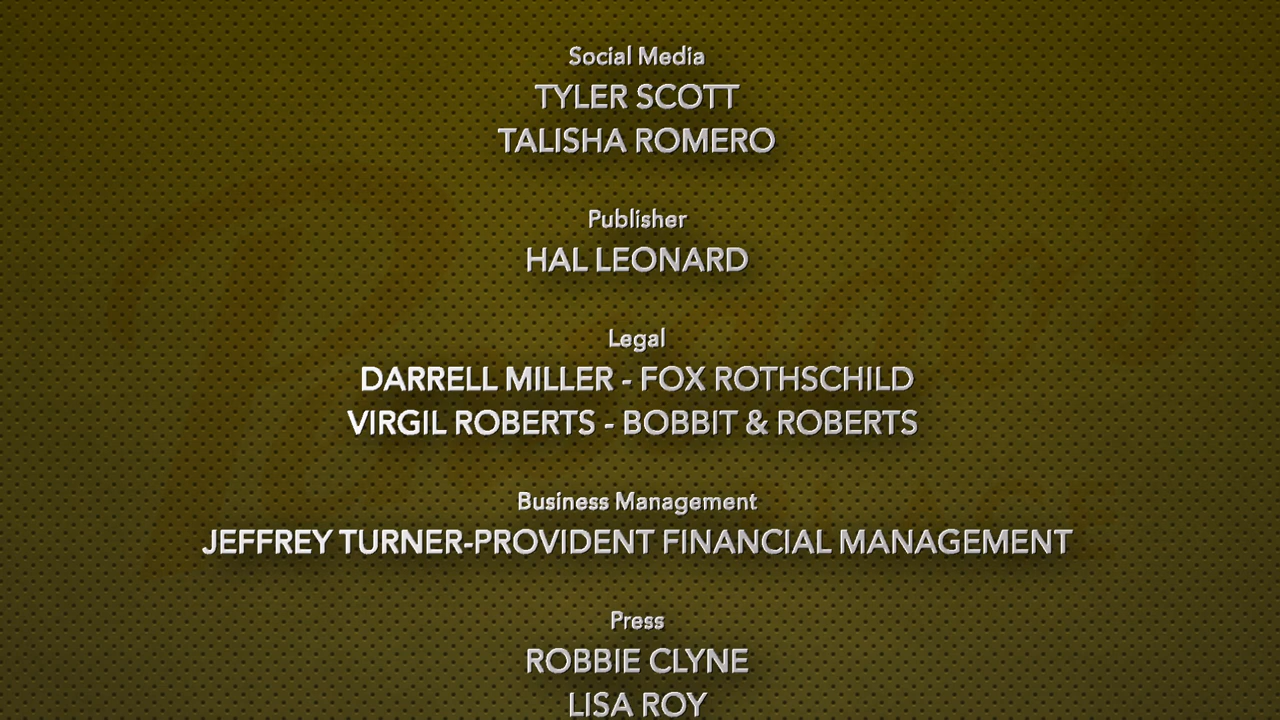 Social Media
TYLER SCOTT
TALISHA ROMERO
Publisher
HAL LEONARD
Legal
DARRELL MILLER - FOX ROTHSCHILD
VIRGIL ROBERTS - BOBBIT & ROBERTS
Business Management
JEFFREY TURNER-PROVIDENT FINANCIAL MANAGEMENT
Press
ROBBIE CLYNE
LISA ROY